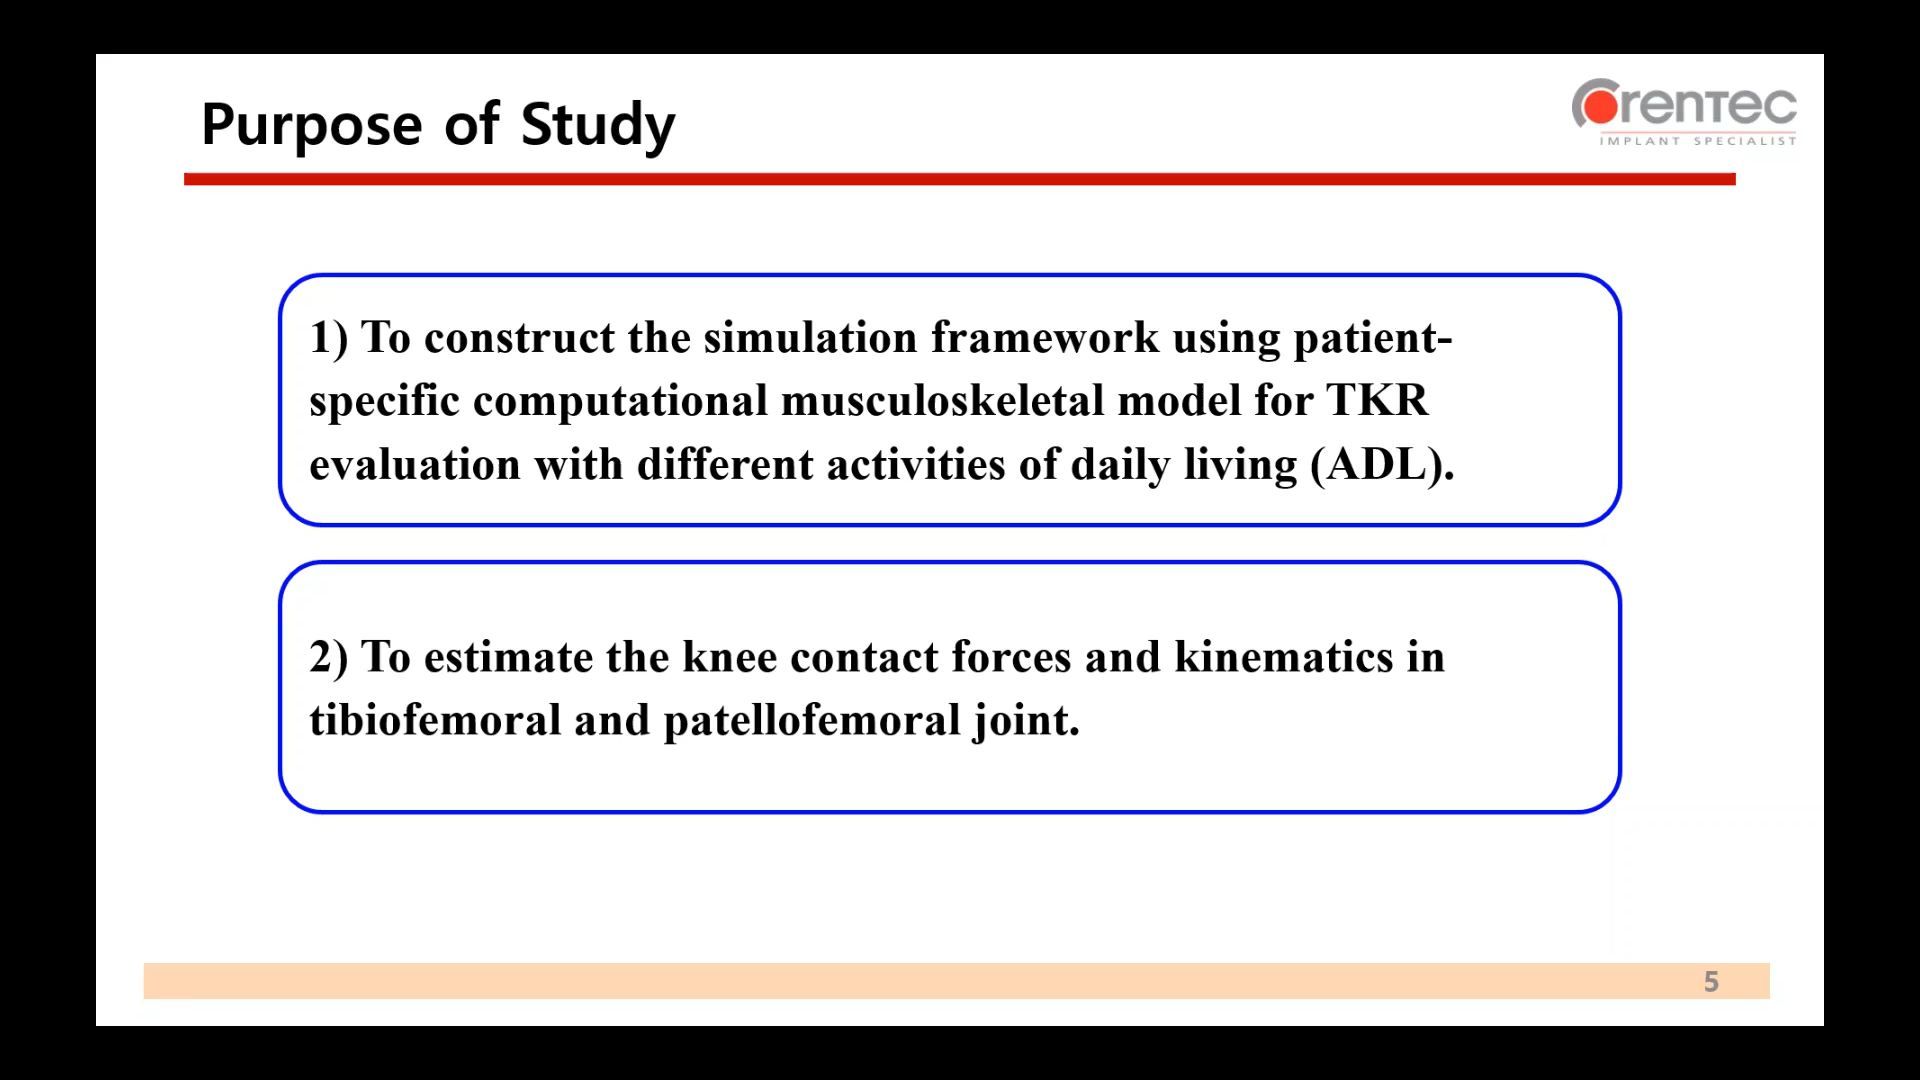 Purpose of Study
Corentec
IMPLANT SPECIALIST
1) To construct the simulation framework using patient-
specific computational musculoskeletal model for TKR
evaluation with different activities of daily living (ADL).
2) To estimate the knee contact forces and kinematics in
tibiofemoral and patellofemoral joint.
5